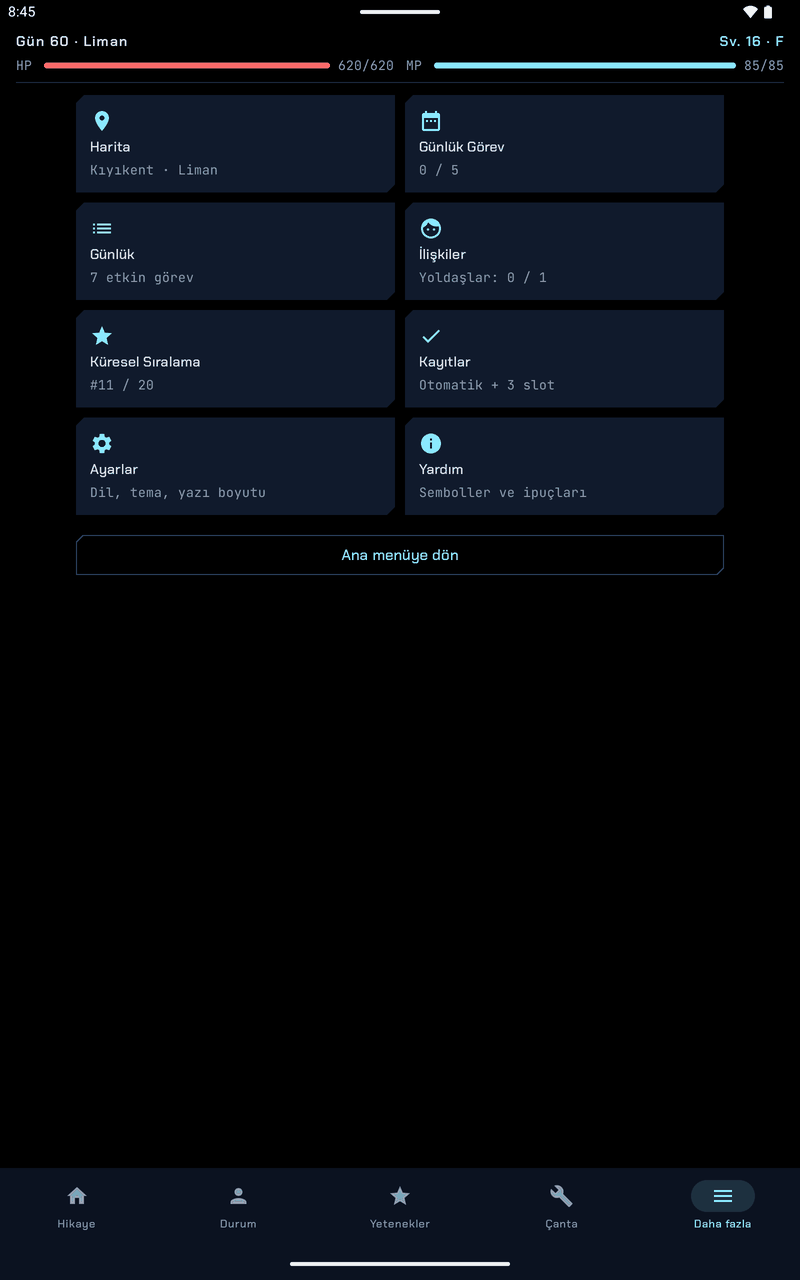 8:45
Gün 60 · Liman
Sv. 16 · F
HP 620/620 MP 85/85
Harita
Kıyıkent · Liman
Günlük Görev
0 / 5
Günlük
7 etkin görev
İlişkiler
Yoldaşlar: 0 / 1
Küresel Sıralama
#11 / 20
Kayıtlar
Otomatik + 3 slot
Ayarlar
Dil, tema, yazı boyutu
Yardım
Semboller ve ipuçları
Ana menüye dön
Hikaye
Durum
Yetenekler
Çanta
Daha fazla